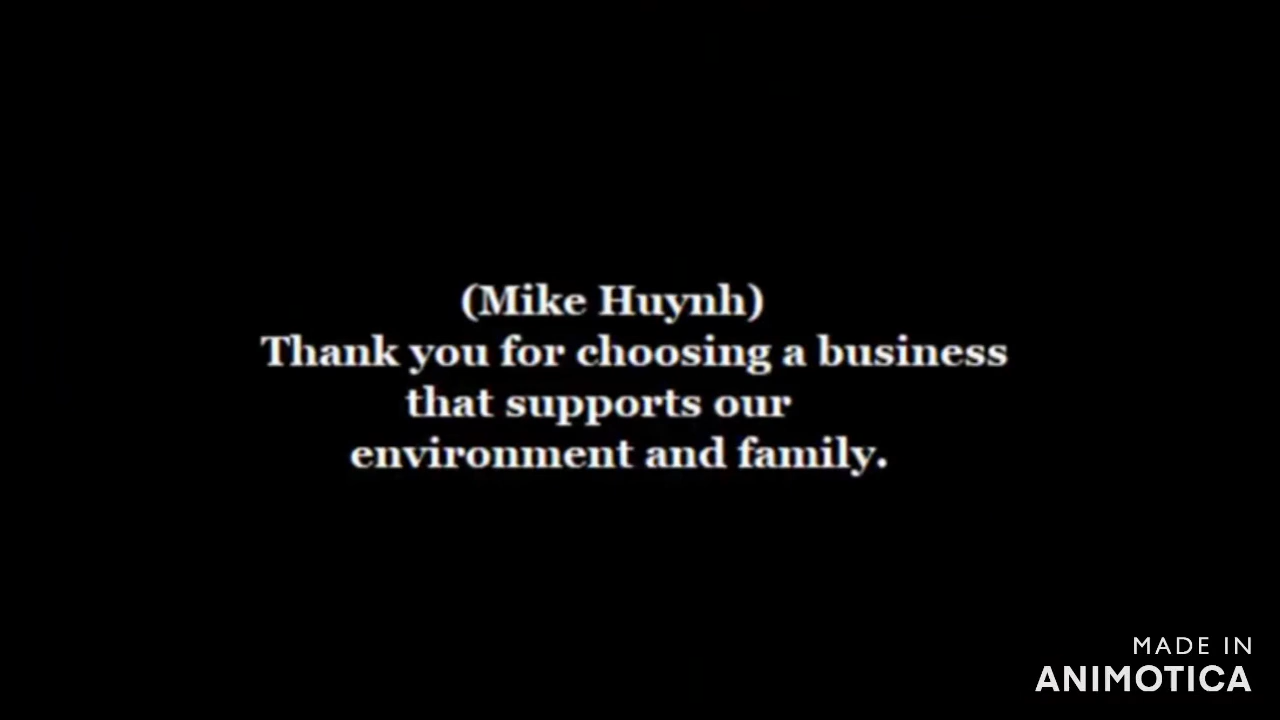 (Mike Huynh)
Thank you for choosing a business
that supports our
environment and family.
MADE IN
ANIMOTICA